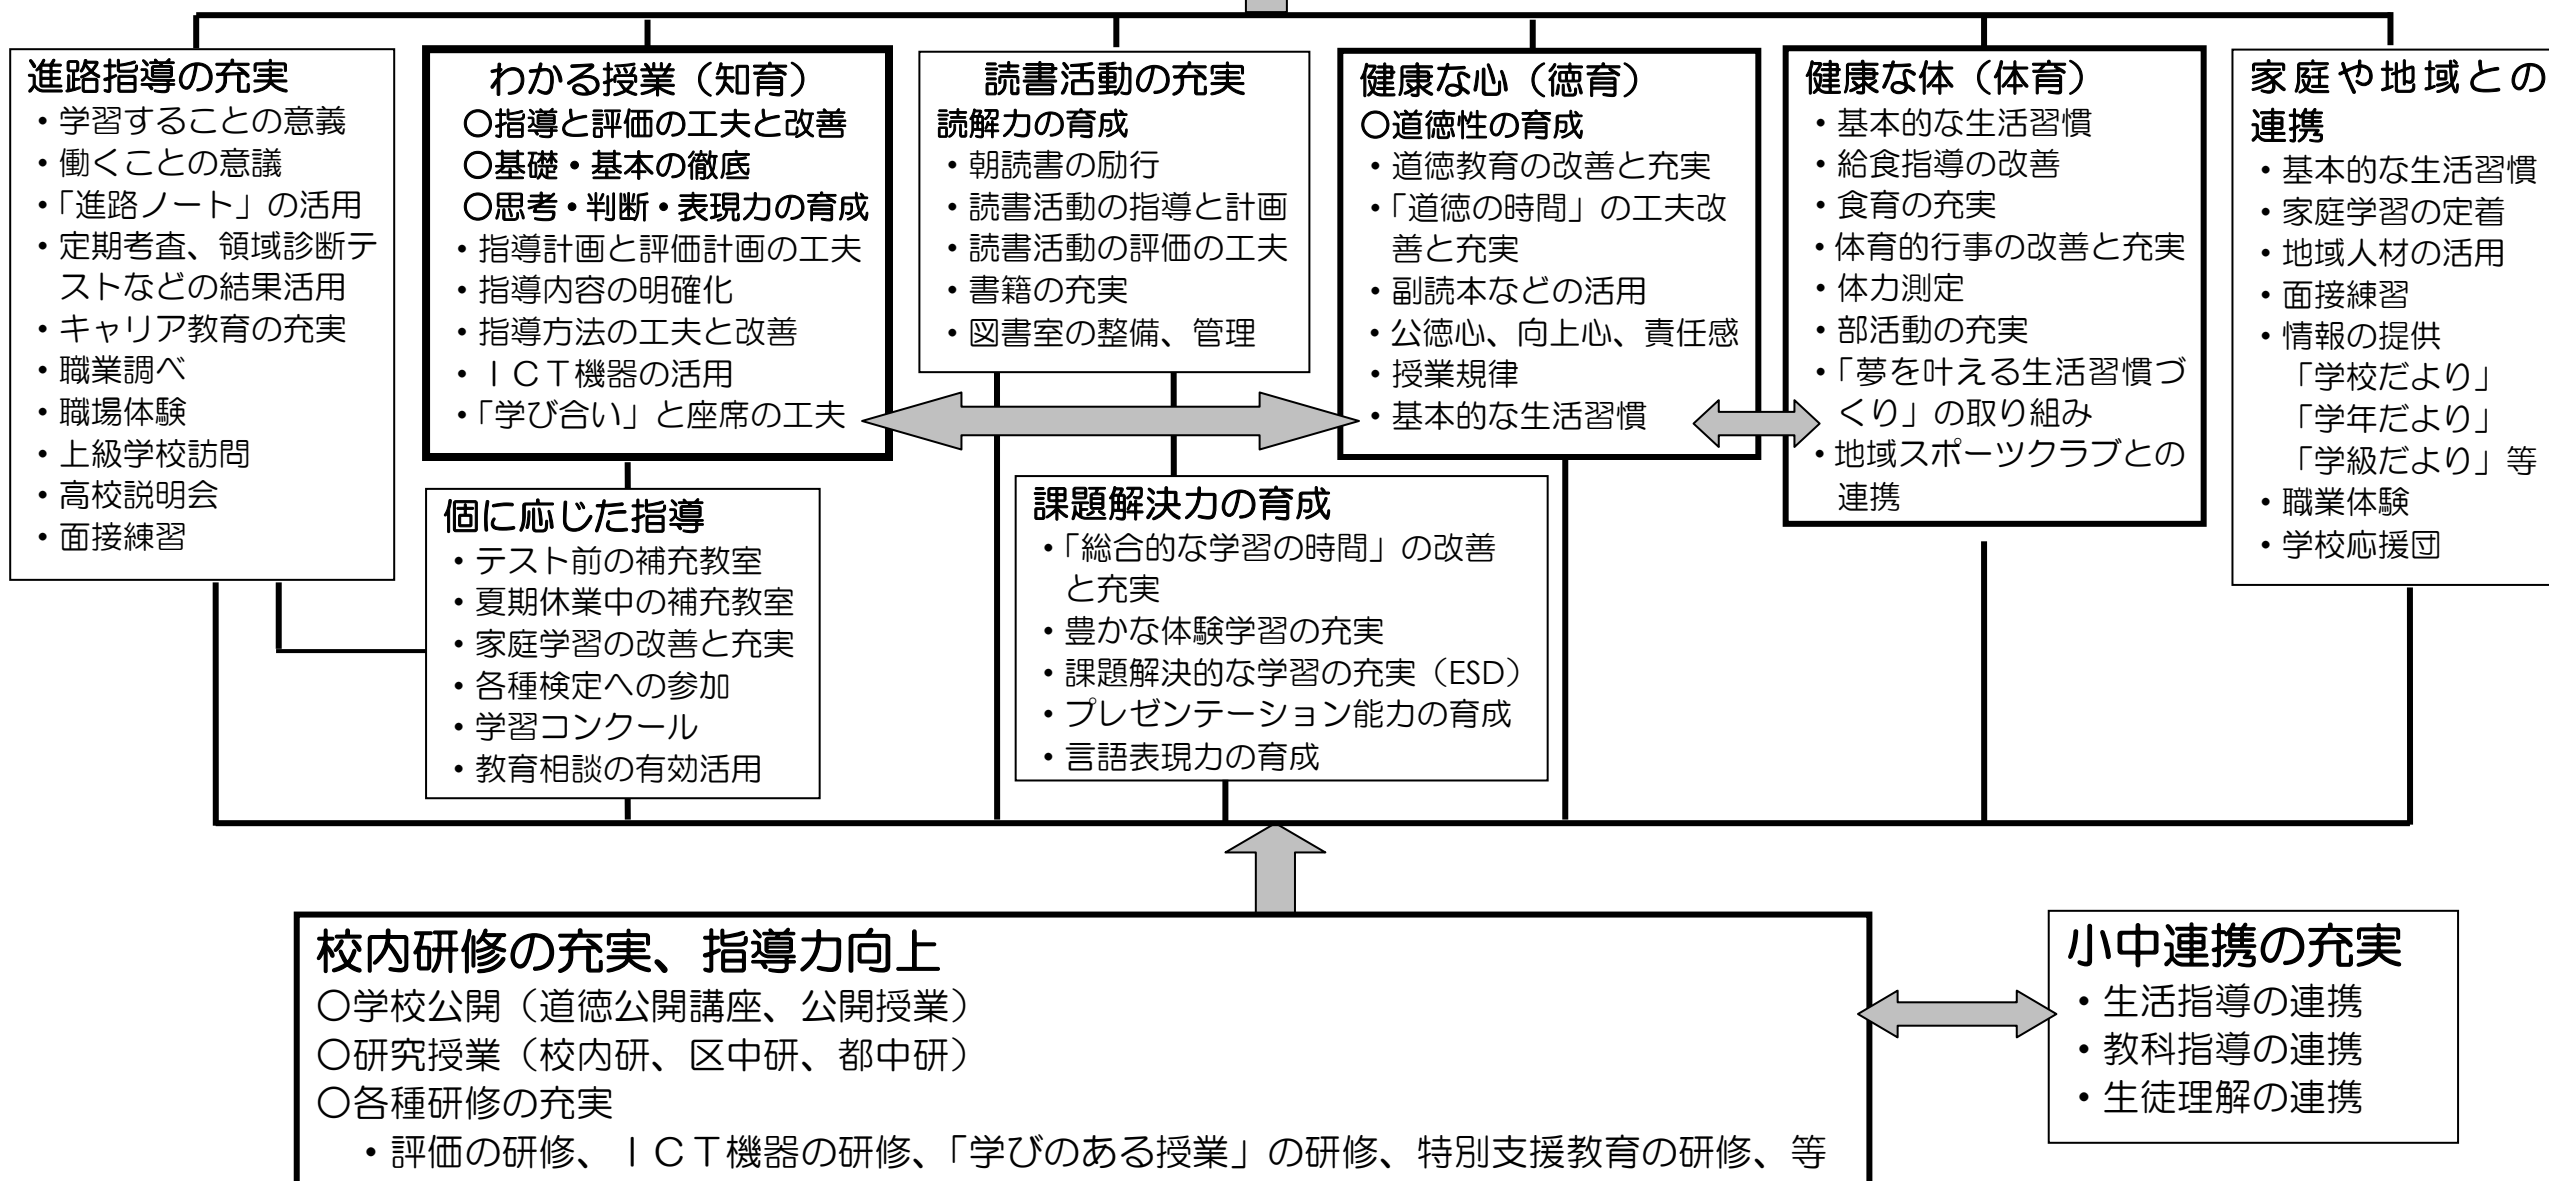 進路指導の充実
・学習することの意義
・働くことの意議
・「進路ノート」の活用
・定期考査、領域診断テ
ストなどの結果活用
・キャリア教育の充実
・職業調べ
・職場体験
・上級学校訪問
・高校説明会
・面接練習
わかる授業（知育）
○指導と評価の工夫と改善
○基礎・基本の徹底
○思考・判断・表現力の育成
・指導計画と評価計画の工夫
・指導内容の明確化
・指導方法の工夫と改善
・ＩＣＴ機器の活用
・「学び合い」と座席の工夫
読書活動の充実
読解力の育成
・朝読書の励行
・読書活動の指導と計画
・読書活動の評価の工夫
・書籍の充実
・図書室の整備、管理
健康な心（徳育）
○道徳性の育成
・道徳教育の改善と充実
・「道徳の時間」の工夫改
善と充実
・副読本などの活用
・公徳心、向上心、責任感
・授業規律
・基本的な生活習慣
健康な体（体育）
・基本的な生活習慣
・給食指導の改善
・食育の充実
・体育的行事の改善と充実
・体力測定
・部活動の充実
・「夢を叶える生活習慣づ
くり」の取り組み
・地域スポーツクラブとの
連携
家庭や地域との
連携
・基本的な生活習慣
・家庭学習の定着
・地域人材の活用
・面接練習
・情報の提供
「学校だより」
「学年だより」
「学級だより」等
・職業体験
・学校応援団
個に応じた指導
・テスト前の補充教室
・夏期休業中の補充教室
・家庭学習の改善と充実
・各種検定への参加
・学習コンクール
・教育相談の有効活用
課題解決力の育成
・「総合的な学習の時間」の改善
と充実
・豊かな体験学習の充実
・課題解決的な学習の充実（ESD）
・プレゼンテーション能力の育成
・言語表現力の育成
校内研修の充実、指導力向上
○学校公開（道徳公開講座、公開授業）
○研究授業（校内研、区中研、都中研）
○各種研修の充実
・評価の研修、ＩＣＴ機器の研修、「学びのある授業」の研修、特別支援教育の研修、等
小中連携の充実
・生活指導の連携
・教科指導の連携
・生徒理解の連携